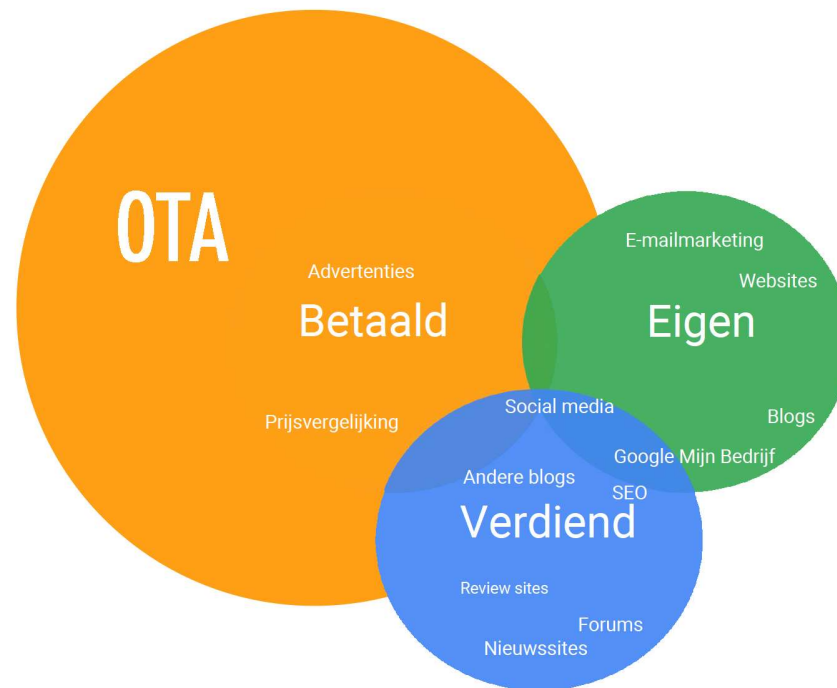 OTA
Advertenties
Betaald
Prijsvergelijking
E-mailmarketing
Websites
Eigen
Blogs
Social media
Google Mijn Bedrijf
Andere blogs
SEO
Verdiend
Review sites
Forums
Nieuwssites